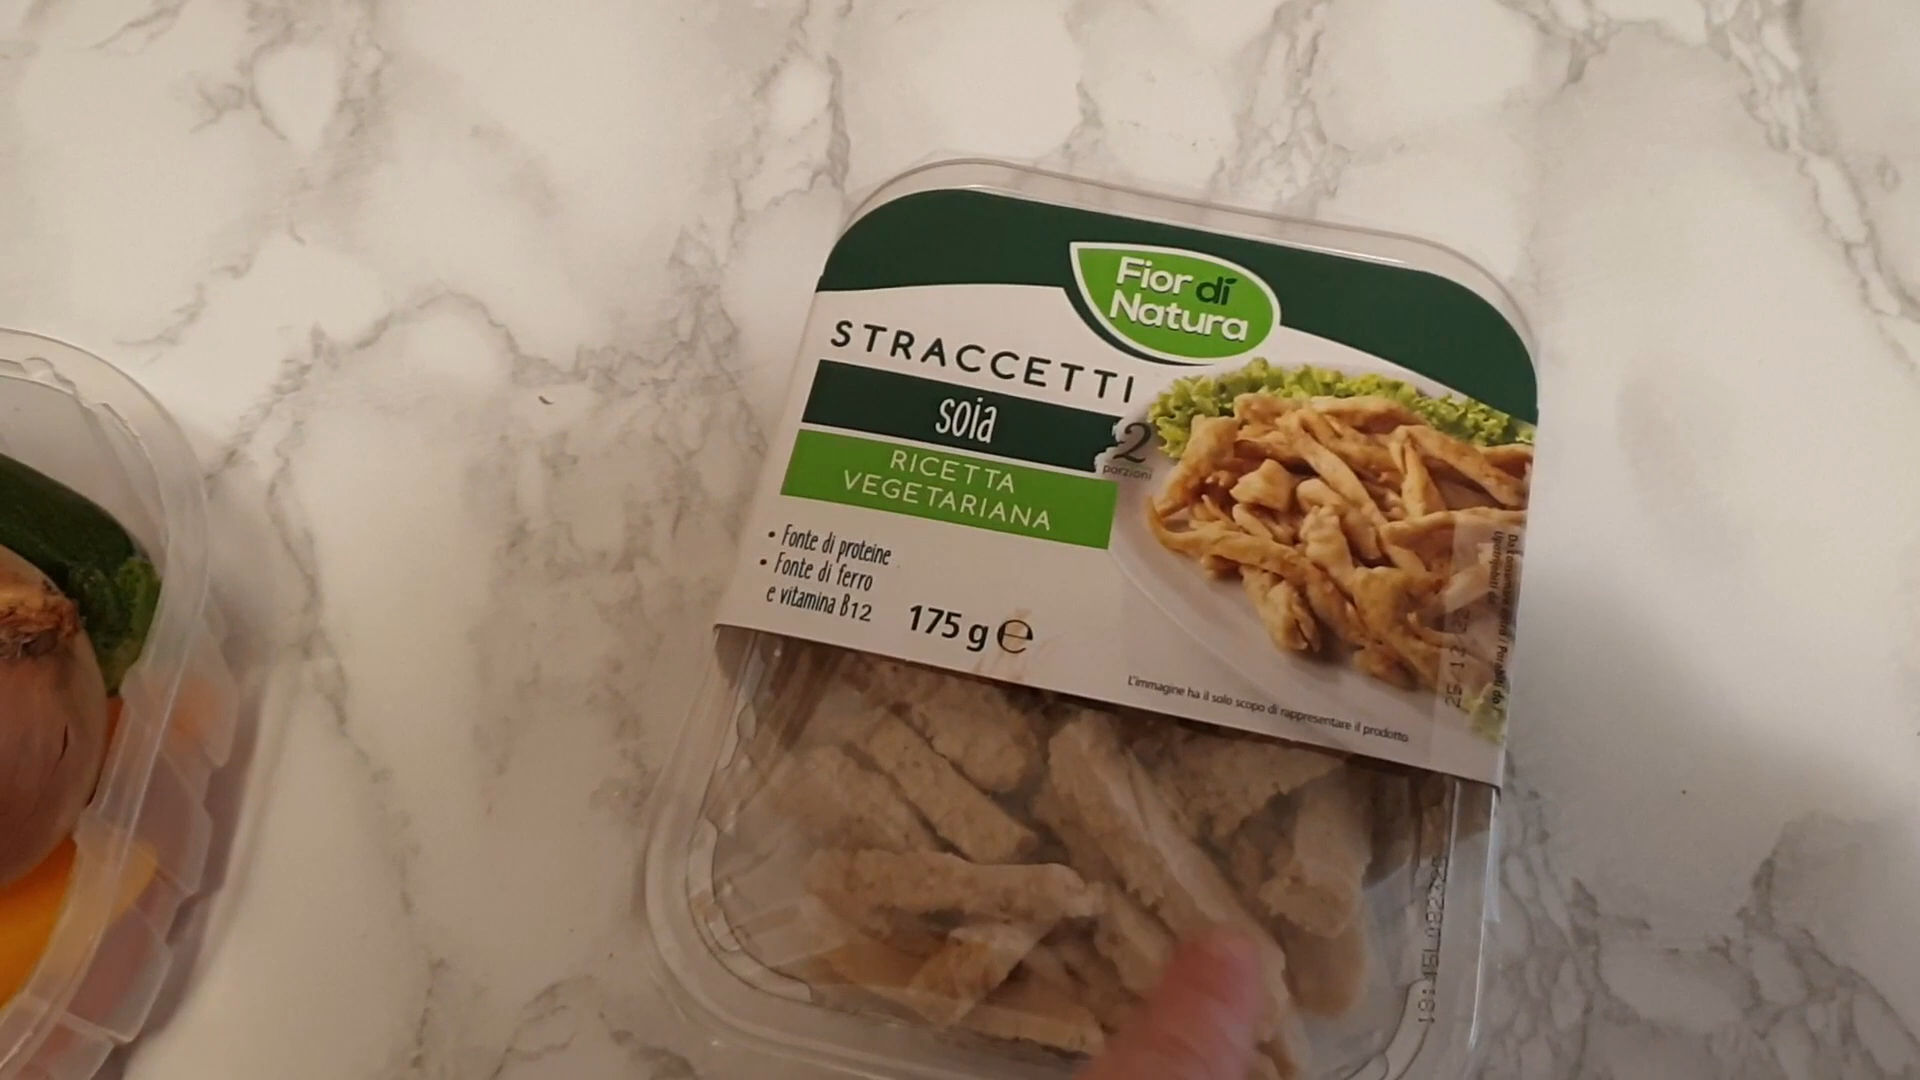 Fior di
Natura
STRACCETTI
soia
2
porzioni
RICETTA
VEGETARIANA
• Fonte di proteine
• Fonte di ferro
e vitamina B12
175 g ℮
L'immagine ha il solo scopo di rappresentare il prodotto